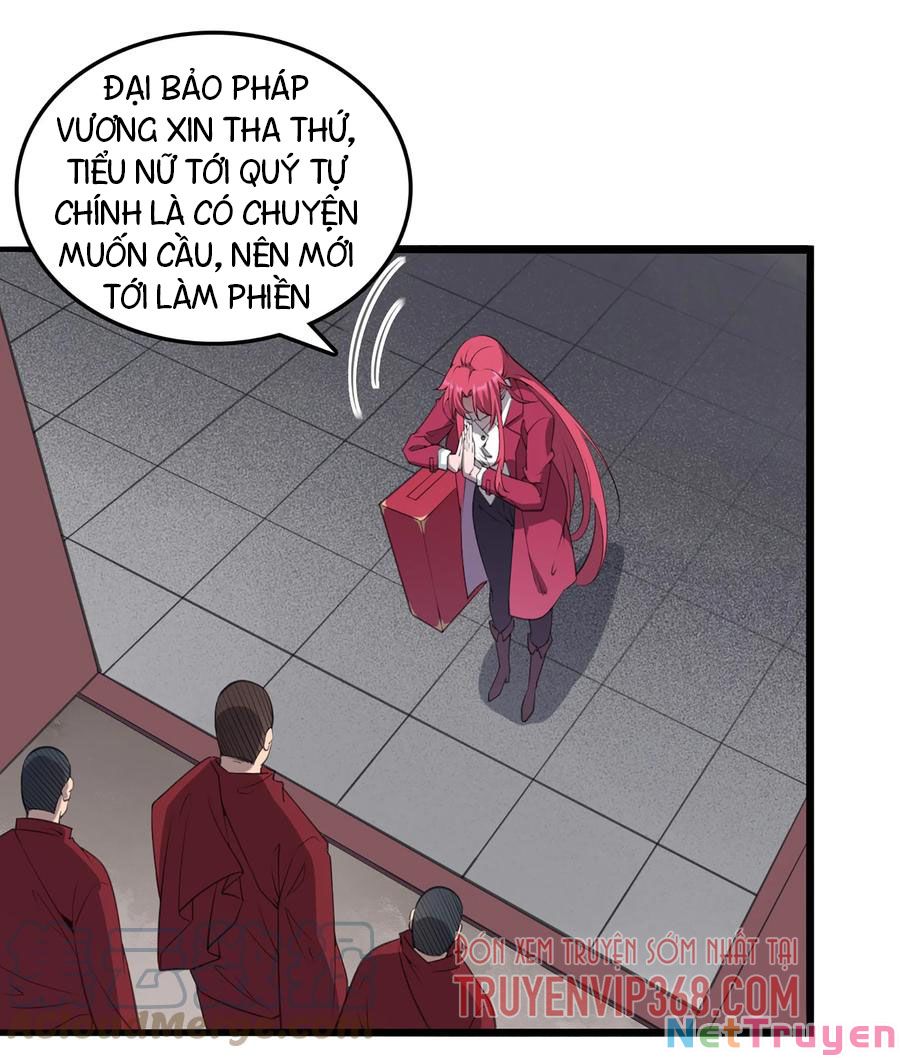 ĐẠI BẢO PHÁP
VƯƠNG XIN THA THỨ,
TIỂU NỮ TỚI QUÝ TỰ
CHÍNH LÀ CÓ CHUYỆN
MUỐN CẦU, NÊN MỚI
TỚI LÀM PHIỀN
ĐÓN XEM TRUYỆN SỚM NHẤT TẠI
TRUYENVIP368.COM
NetTruyen